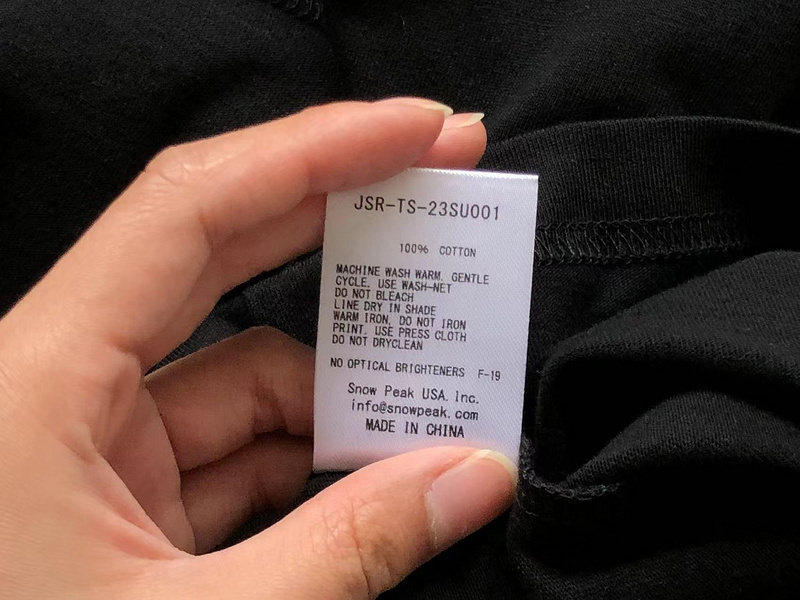 JSR-TS-23SU001
100% COTTON
MACHINE WASH WARM. GENTLE
CYCLE. USE WASH-NET
DO NOT BLEACH
LINE DRY IN SHADE
WARM IRON, DO NOT IRON
PRINT. USE PRESS CLOTH
DO NOT DRYCLEAN
NO OPTICAL BRIGHTENERS F-19
Snow Peak USA. Inc.
info@snowpeak.com
MADE IN CHINA